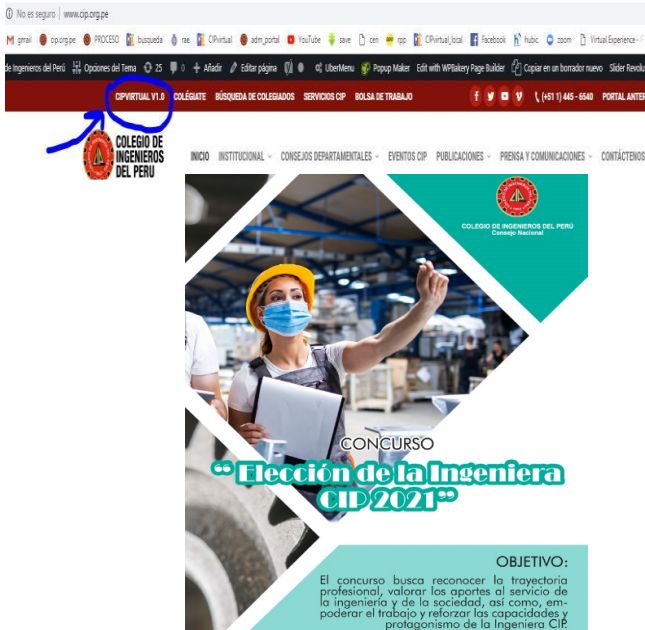 No es seguro | www.cip.org.pe
gmail cip.org.pe PROCESO busqueda rae CIPvirtual adm_portal YouTube save cen rpp CIPvirtual_local Facebook hubic zoom Virtual Experience -
de Ingenieros del Perú Opciones del Tema 25 0 Añadir Editar página UberMenu Popup Maker Edit with WPBakery Page Builder Copiar en un borrador nuevo Slider Revolu
CIPVIRTUAL V1.0 COLÉGIATE BÚSQUEDA DE COLEGIADOS SERVICIOS CIP BOLSA DE TRABAJO (+51 1) 445 - 6540 PORTAL ANTER
COLEGIO DE
INGENIEROS
DEL PERÚ
INICIO INSTITUCIONAL CONSEJOS DEPARTAMENTALES EVENTOS CIP PUBLICACIONES PRENSA Y COMUNICACIONES CONTÁCTENOS
COLEGIO DE INGENIEROS DEL PERÚ
Consejo Nacional
CONCURSO
“ Elección de la Ingeniera
CIP 2021”
OBJETIVO:
El concurso busca reconocer la trayectoria
profesional, valorar los aportes al servicio de
la ingeniería y de la sociedad, así como, em-
poderar el trabajo y reforzar las capacidades y
protagonismo de la Ingeniera CIP.